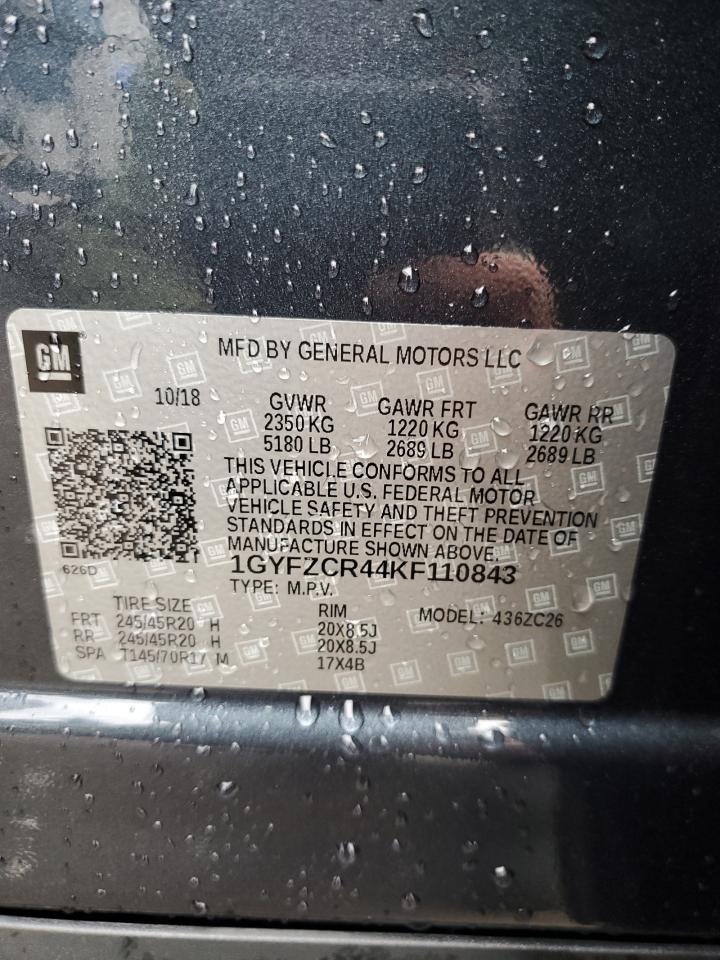 GM
MFD BY GENERAL MOTORS LLC
10/18
GVWR GAWR FRT GAWR RR
2350 KG 1220 KG 1220 KG
5180 LB 2689 LB 2689 LB
THIS VEHICLE CONFORMS TO ALL
APPLICABLE U.S. FEDERAL MOTOR
VEHICLE SAFETY AND THEFT PREVENTION
STANDARDS IN EFFECT ON THE DATE OF
MANUFACTURE SHOWN ABOVE.
626D
1GYFZCR44KF110843
TYPE: M.P.V.
TIRE SIZE RIM MODEL: 436ZC26
FRT 245/45R20 H 20X8.5J
RR 245/45R20 H 20X8.5J
SPA T145/70R17 M 17X4B